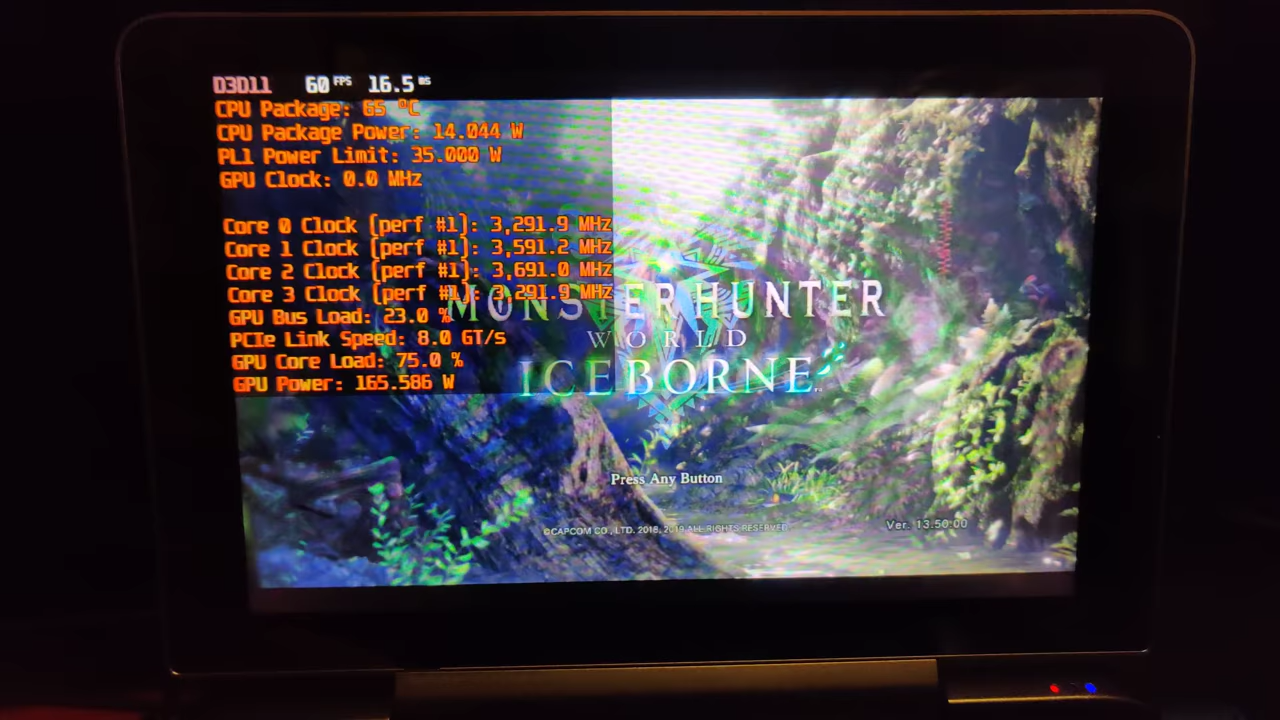 D3D11 60 FPS 16.5 ms
CPU Package: 65 °C
CPU Package Power: 14.044 W
PL1 Power Limit: 35.000 W
GPU Clock: 0.0 MHz
Core 0 Clock (perf #1): 3,291.9 MHz
Core 1 Clock (perf #1): 3,591.2 MHz
Core 2 Clock (perf #1): 3,691.0 MHz
Core 3 Clock (perf #1): 3,291.9 MHz
GPU Bus Load: 23.0 %
PCIe Link Speed: 8.0 GT/s
GPU Core Load: 75.0 %
GPU Power: 165.586 W
MONSTER HUNTER
WORLD
ICEBORNE
Press Any Button
©CAPCOM CO., LTD. 2018, 2019 ALL RIGHTS RESERVED.
Ver. 13.50.00